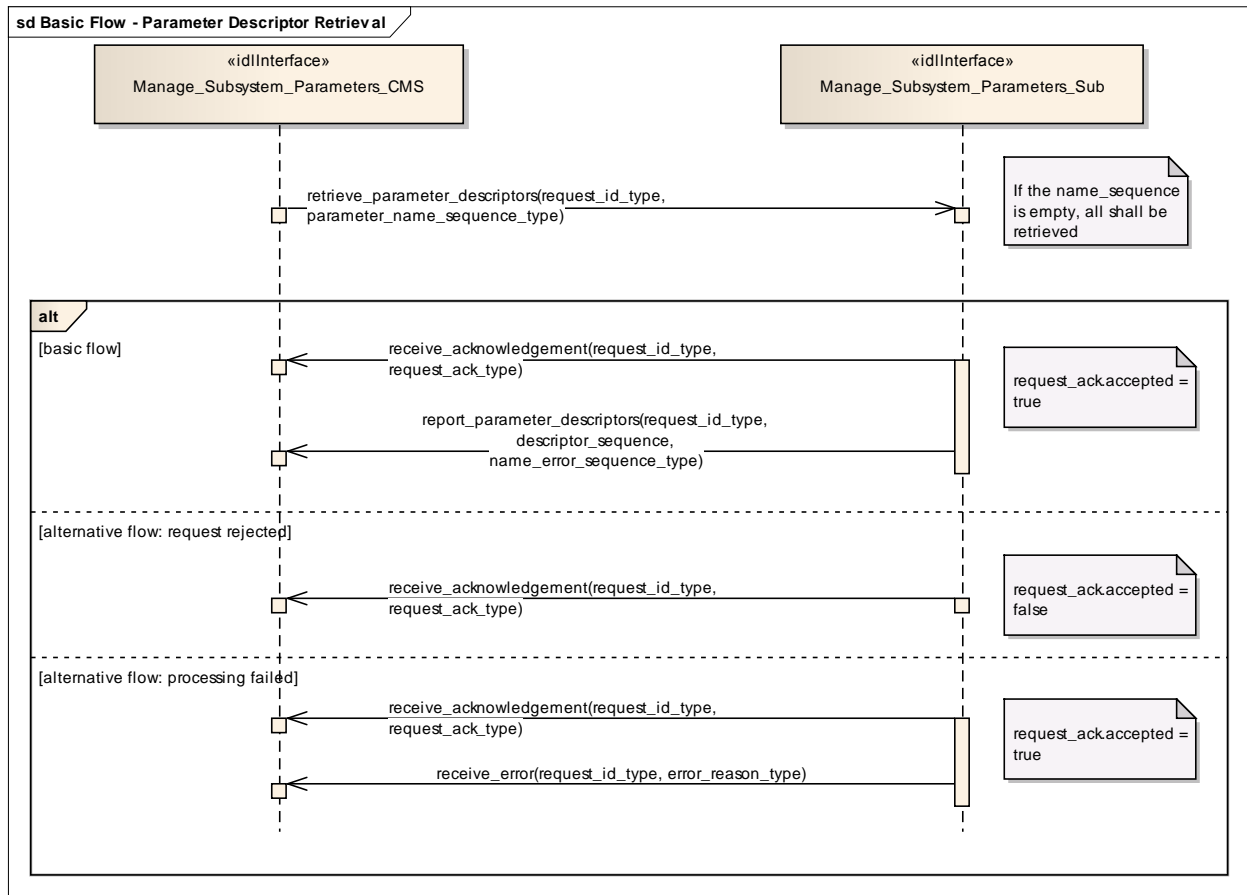 sd Basic Flow - Parameter Descriptor Retrieval
«idlInterface»
Manage_Subsystem_Parameters_CMS
«idlInterface»
Manage_Subsystem_Parameters_Sub
retrieve_parameter_descriptors(request_id_type,
parameter_name_sequence_type)
If the name_sequence
is empty, all shall be
retrieved
alt
[basic flow]
receive_acknowledgement(request_id_type,
request_ack_type)
request_ack.accepted =
true
report_parameter_descriptors(request_id_type,
descriptor_sequence,
name_error_sequence_type)
[alternative flow: request rejected]
receive_acknowledgement(request_id_type,
request_ack_type)
request_ack.accepted =
false
[alternative flow: processing failed]
receive_acknowledgement(request_id_type,
request_ack_type)
request_ack.accepted =
true
receive_error(request_id_type, error_reason_type)